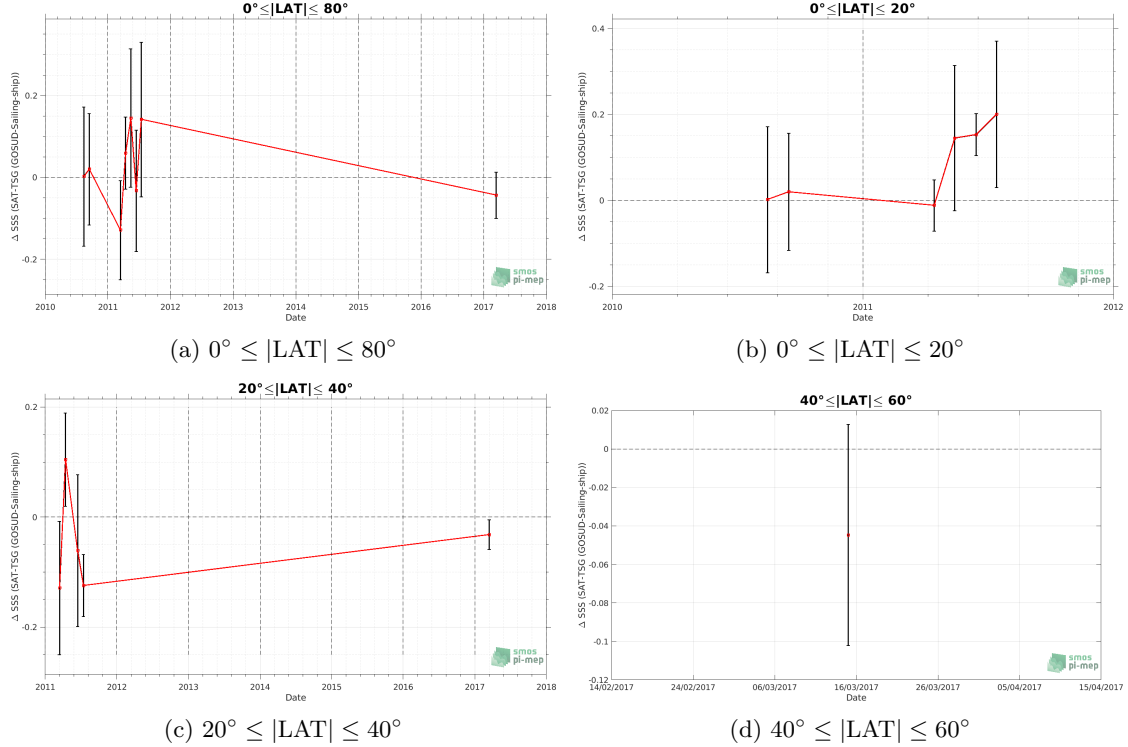 0°≤|LAT|≤ 80°
Δ SSS (SAT-TSG (GOSUD-Sailing-ship))
0.2
0
-0.2
2010 2011 2012 2013 2014 2015 2016 2017 2018
Date
smos
pi-mep
(a) 0° ≤ |LAT| ≤ 80°
0°≤|LAT|≤ 20°
Δ SSS (SAT-TSG (GOSUD-Sailing-ship))
0.4
0.2
0
-0.2
2010 2011 2012
Date
smos
pi-mep
(b) 0° ≤ |LAT| ≤ 20°
20°≤|LAT|≤ 40°
Δ SSS (SAT-TSG (GOSUD-Sailing-ship))
0.2
0
-0.2
2011 2012 2013 2014 2015 2016 2017 2018
Date
smos
pi-mep
(c) 20° ≤ |LAT| ≤ 40°
40°≤|LAT|≤ 60°
Δ SSS (SAT-TSG (GOSUD-Sailing-ship))
0.02
0
-0.02
-0.04
-0.06
-0.08
-0.1
-0.12
14/02/2017 24/02/2017 06/03/2017 16/03/2017 26/03/2017 05/04/2017 15/04/2017
Date
smos
pi-mep
(d) 40° ≤ |LAT| ≤ 60°